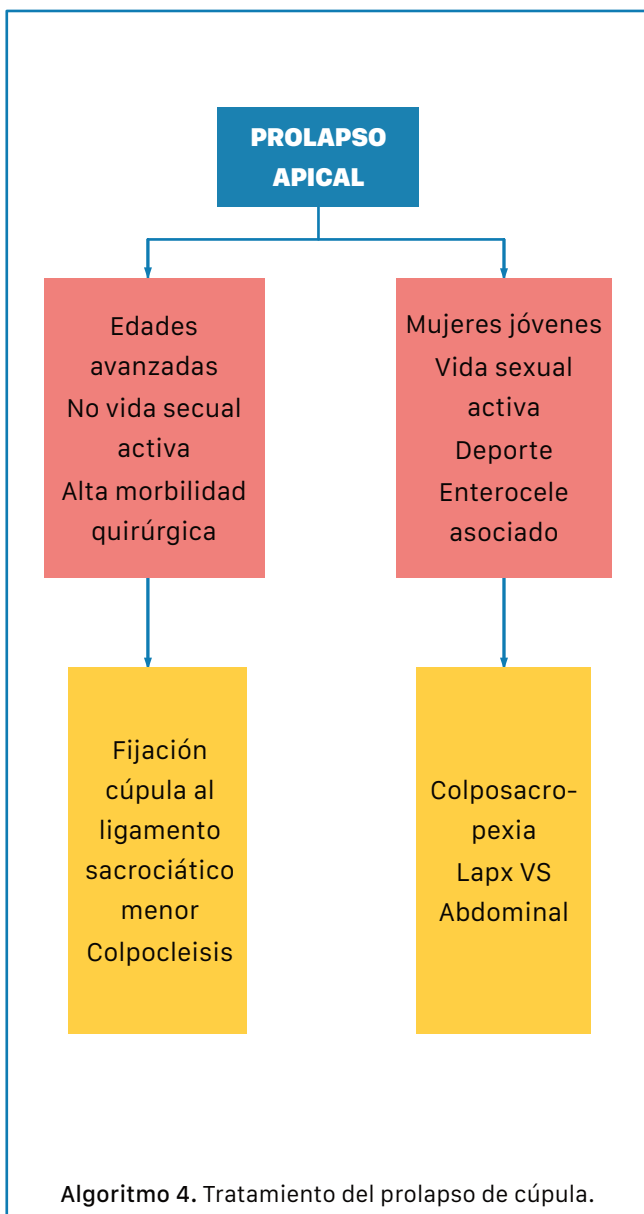 PROLAPSO
APICAL
Edades
avanzadas
No vida secual
activa
Alta morbilidad
quirúrgica
Mujeres jóvenes
Vida sexual
activa
Deporte
Enterocele
asociado
Fijación
cúpula al
ligamento
sacrociático
menor
Colpocleisis
Colposacro-
pexia
Lapx VS
Abdominal
Algoritmo 4. Tratamiento del prolapso de cúpula.